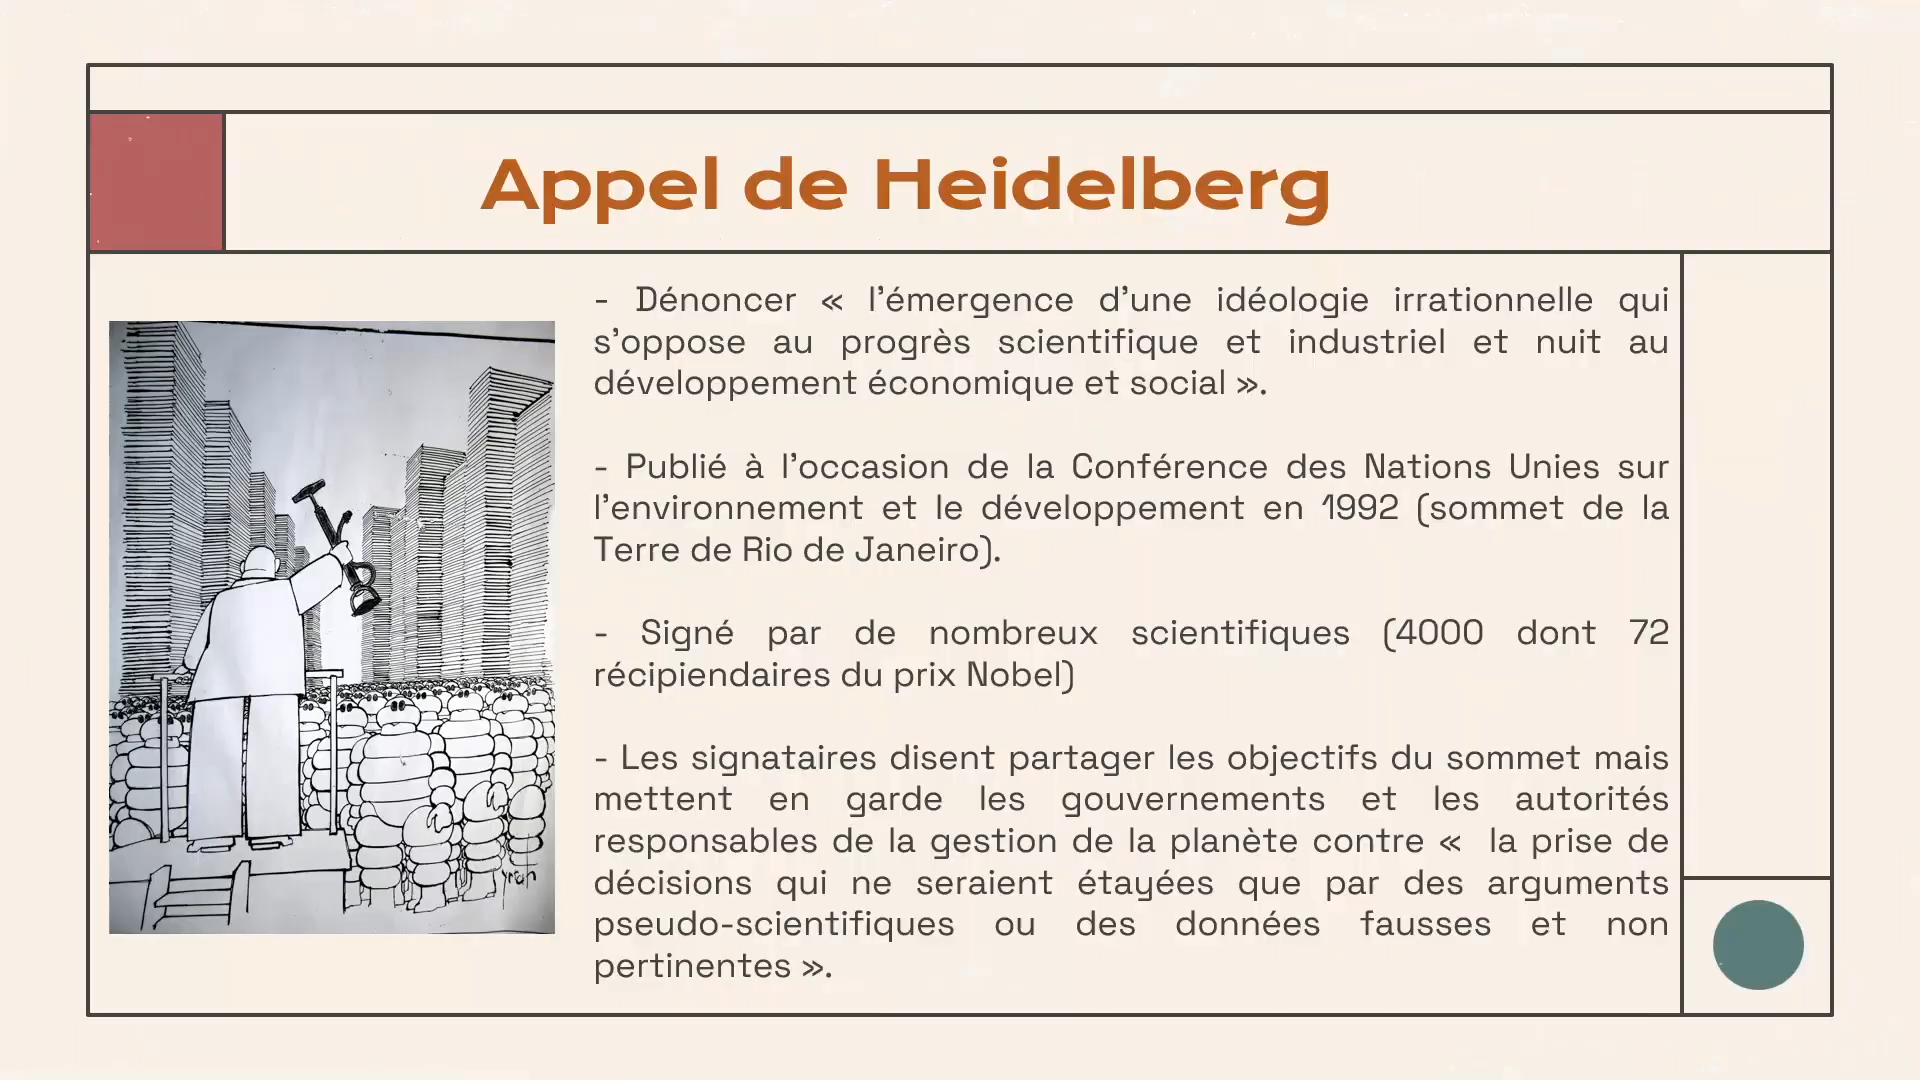 Appel de Heidelberg
- Dénoncer « l’émergence d’une idéologie irrationnelle qui
s’oppose au progrès scientifique et industriel et nuit au
développement économique et social ».
- Publié à l’occasion de la Conférence des Nations Unies sur
l’environnement et le développement en 1992 (sommet de la
Terre de Rio de Janeiro).
- Signé par de nombreux scientifiques (4000 dont 72
récipiendaires du prix Nobel)
- Les signataires disent partager les objectifs du sommet mais
mettent en garde les gouvernements et les autorités
responsables de la gestion de la planète contre « la prise de
décisions qui ne seraient étayées que par des arguments
pseudo-scientifiques ou des données fausses et non
pertinentes ».